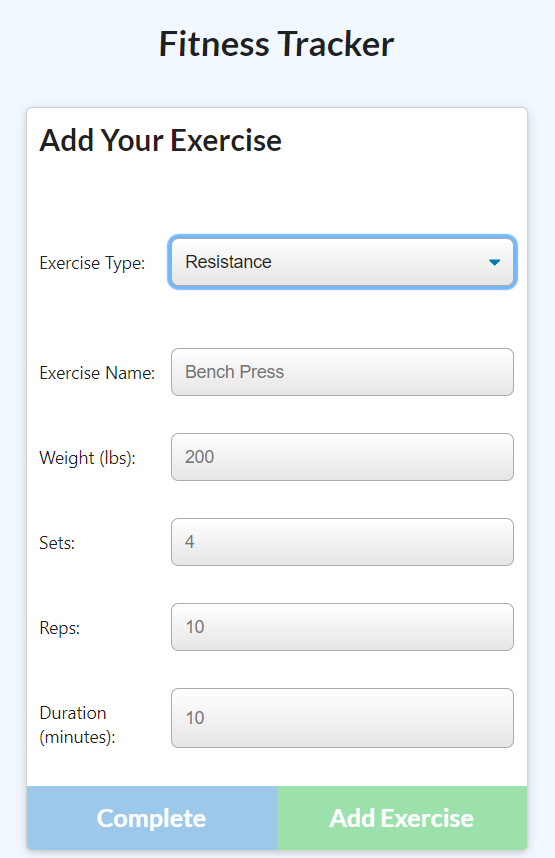 Fitness Tracker
Add Your Exercise
Exercise Type: Resistance
Exercise Name: Bench Press
Weight (lbs): 200
Sets: 4
Reps: 10
Duration
(minutes): 10
Complete Add Exercise